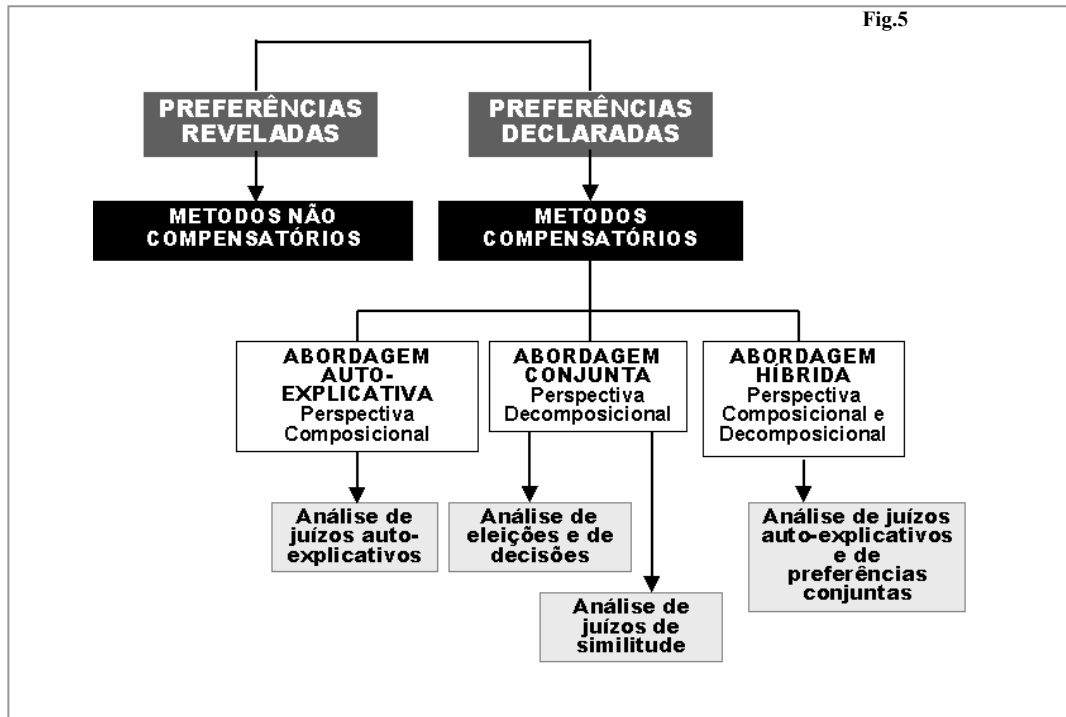 Fig.5
PREFERÊNCIAS
REVELADAS
PREFERÊNCIAS
DECLARADAS
METODOS NÃO
COMPENSATÓRIOS
METODOS
COMPENSATÓRIOS
ABORDAGEM
AUTO-
EXPLICATIVA
Perspectiva
Composicional
ABORDAGEM
CONJUNTA
Perspectiva
Decomposicional
ABORDAGEM
HÍBRIDA
Perspectiva
Composicional e
Decomposicional
Análise de
juízos auto-
explicativos
Análise de
eleições e de
decisões
Análise de
juízos de
similitude
Análise de juízos
auto-explicativos
e de
preferências
conjuntas